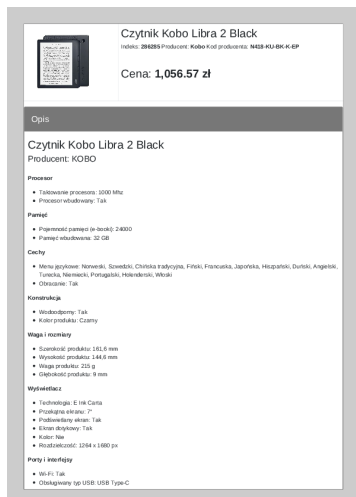 Czytnik Kobo Libra 2 Black
Indeks: 286285 Producent: Kobo Kod producenta: N418-KU-BK-K-EP
Cena: 1,056.57 zł
Opis
Czytnik Kobo Libra 2 Black
Producent: KOBO
Procesor
Taktowanie procesora: 1000 Mhz
Procesor wbudowany: Tak
Pamięć
Pojemność pamięci (e-booki): 24000
Pamięć wbudowana: 32 GB
Cechy
Menu językowe: Norweski, Szwedzki, Chińska tradycyjna, Fiński, Francuska, Japońska, Hiszpański, Duński, Angielski,
Turecka, Niemiecki, Portugalski, Holenderski, Włoski
Obracanie: Tak
Konstrukcja
Wodoodporny: Tak
Kolor produktu: Czarny
Waga i rozmiary
Szerokość produktu: 161,6 mm
Wysokość produktu: 144,6 mm
Waga produktu: 215 g
Głębokość produktu: 9 mm
Wyświetlacz
Technologia: E Ink Carta
Przekątna ekranu: 7"
Podświetlany ekran: Tak
Ekran dotykowy: Tak
Kolor: Nie
Rozdzielczość: 1264 x 1680 px
Porty i interfejsy
Wi-Fi: Tak
Obsługiwany typ USB: USB Type-C